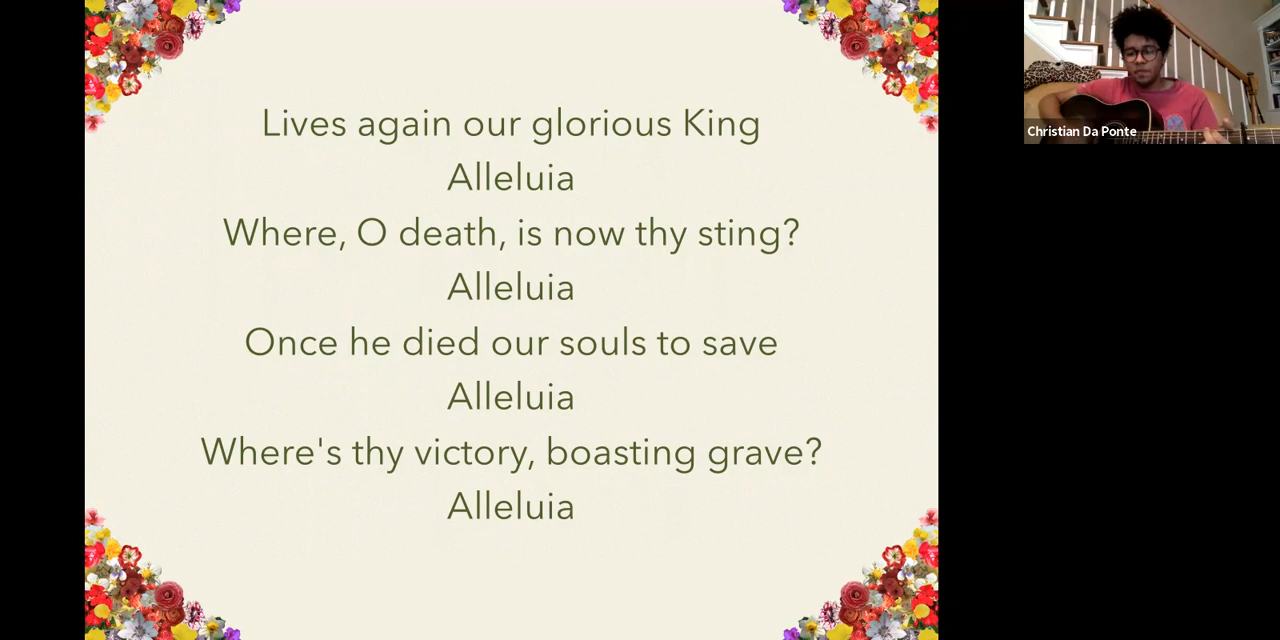 Lives again our glorious King
Alleluia
Where, O death, is now thy sting?
Alleluia
Once he died our souls to save
Alleluia
Where's thy victory, boasting grave?
Alleluia
Christian Da Ponte